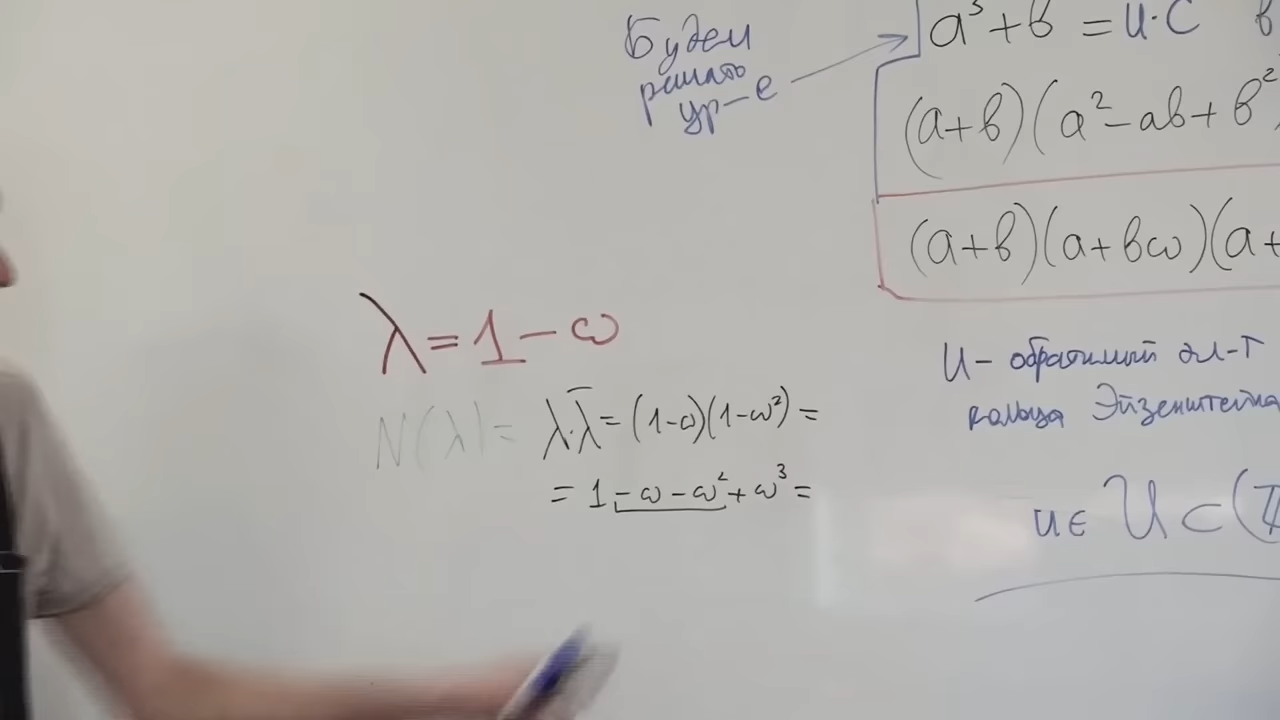 Будем
решать
ур-е
a³+b = u·c в
(a+b)(a²-ab+b²
(a+b)(a+bω)(a+
λ=1-ω
N(λ)= λ·λ̅=(1-ω)(1-ω²)=
=1-ω-ω²+ω³=
u- обратимый эл-т
кольца Эйзенштейна
u∈ U⊂(ℤ